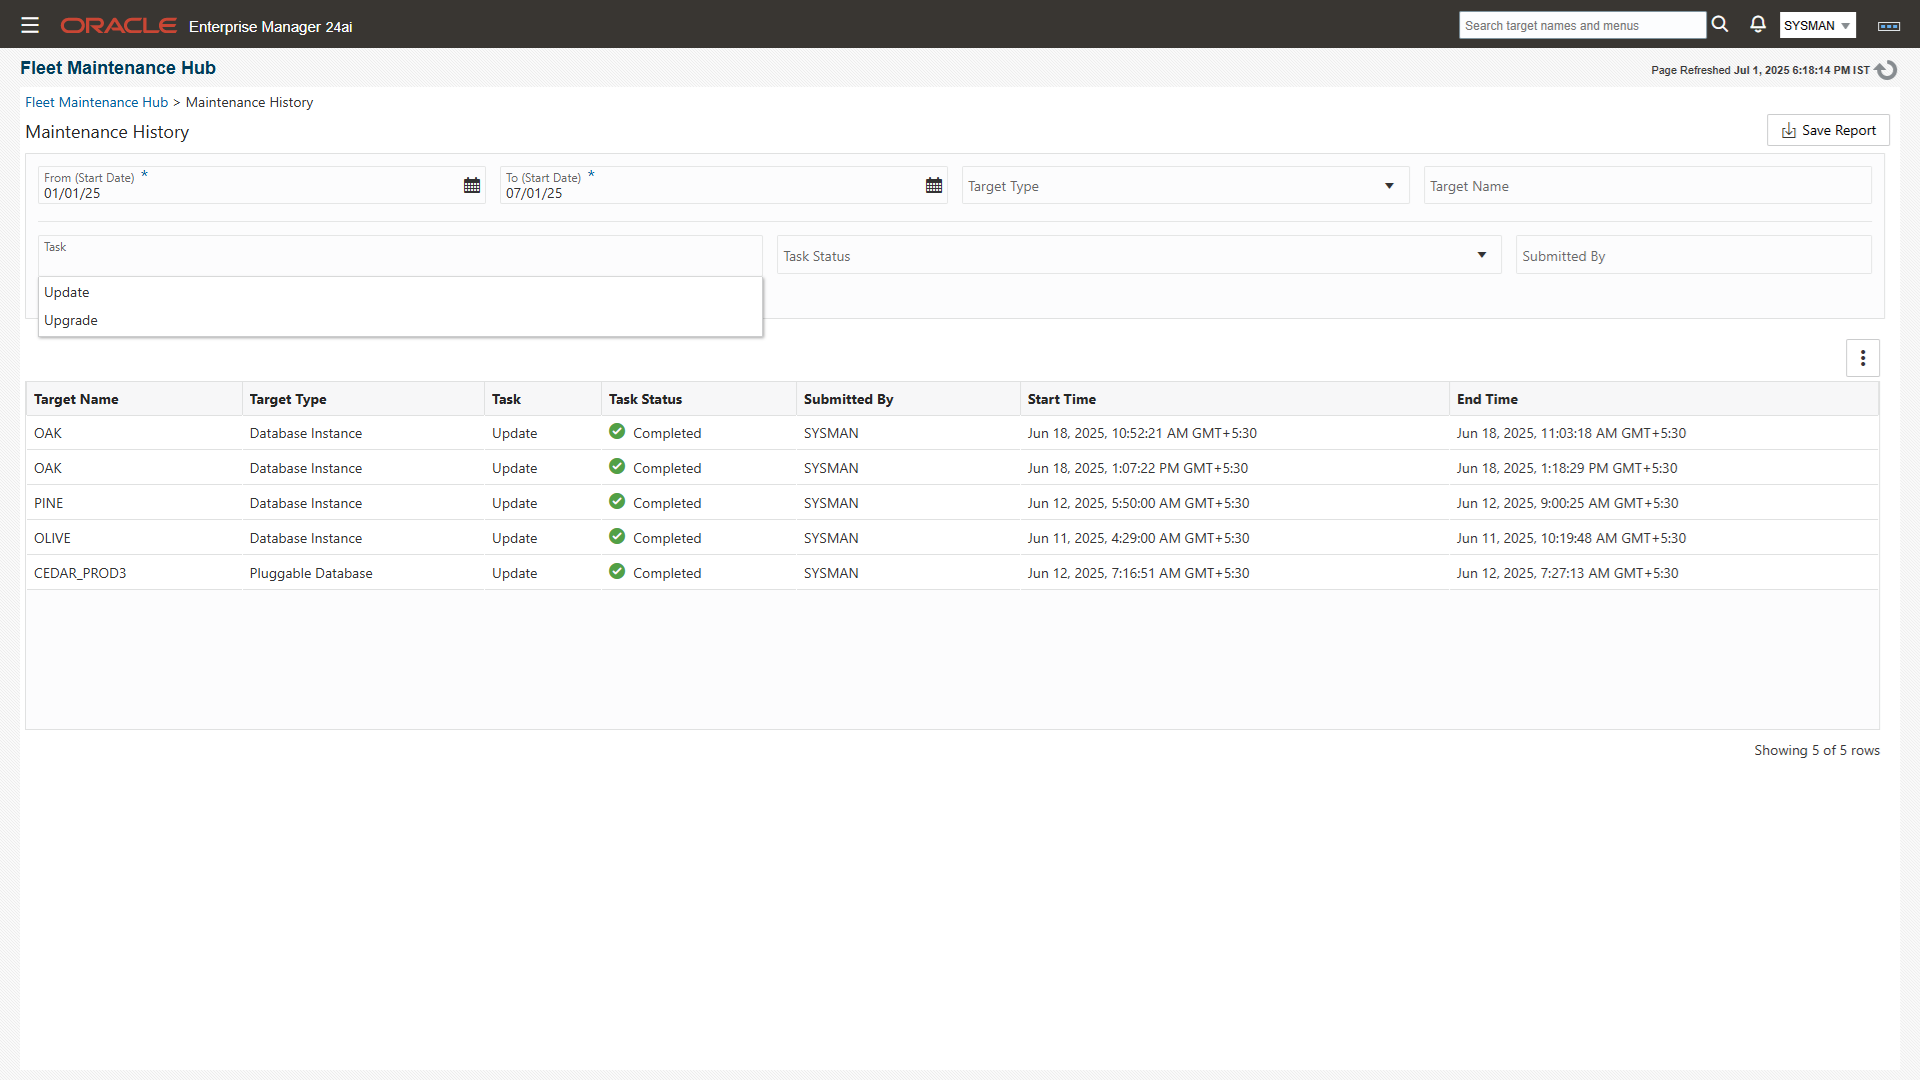 ORACLE Enterprise Manager 24ai
Search target names and menus
SYSMAN
Fleet Maintenance Hub
Page Refreshed Jul 1, 2025 6:18:14 PM IST
Fleet Maintenance Hub > Maintenance History
Maintenance History
Save Report
From (Start Date) *
01/01/25
To (Start Date) *
07/01/25
Target Type
Target Name
Task
Task Status
Submitted By
Update
Upgrade
Target Name Target Type Task Task Status Submitted By Start Time End Time
OAK Database Instance Update Completed SYSMAN Jun 18, 2025, 10:52:21 AM GMT+5:30 Jun 18, 2025, 11:03:18 AM GMT+5:30
OAK Database Instance Update Completed SYSMAN Jun 18, 2025, 1:07:22 PM GMT+5:30 Jun 18, 2025, 1:18:29 PM GMT+5:30
PINE Database Instance Update Completed SYSMAN Jun 12, 2025, 5:50:00 AM GMT+5:30 Jun 12, 2025, 9:00:25 AM GMT+5:30
OLIVE Database Instance Update Completed SYSMAN Jun 11, 2025, 4:29:00 AM GMT+5:30 Jun 11, 2025, 10:19:48 AM GMT+5:30
CEDAR_PROD3 Pluggable Database Update Completed SYSMAN Jun 12, 2025, 7:16:51 AM GMT+5:30 Jun 12, 2025, 7:27:13 AM GMT+5:30
Showing 5 of 5 rows